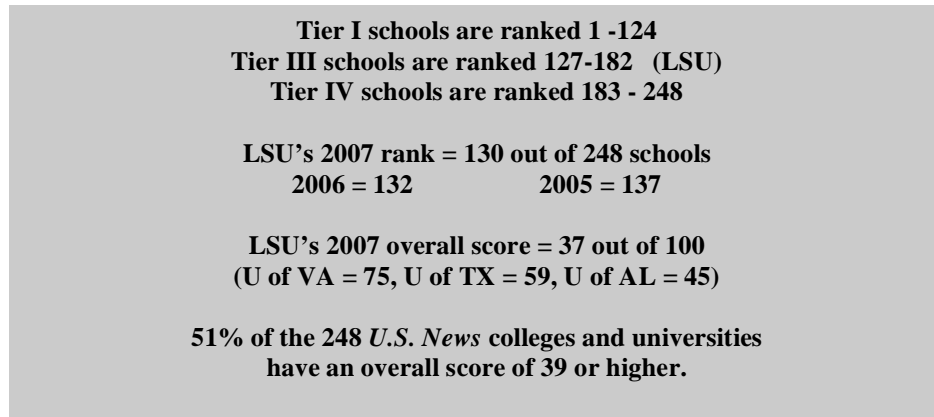 Tier I schools are ranked 1 -124
Tier III schools are ranked 127-182 (LSU)
Tier IV schools are ranked 183 - 248
LSU's 2007 rank = 130 out of 248 schools
2006 = 132 2005 = 137
LSU's 2007 overall score = 37 out of 100
(U of VA = 75, U of TX = 59, U of AL = 45)
51% of the 248 U.S. News colleges and universities
have an overall score of 39 or higher.